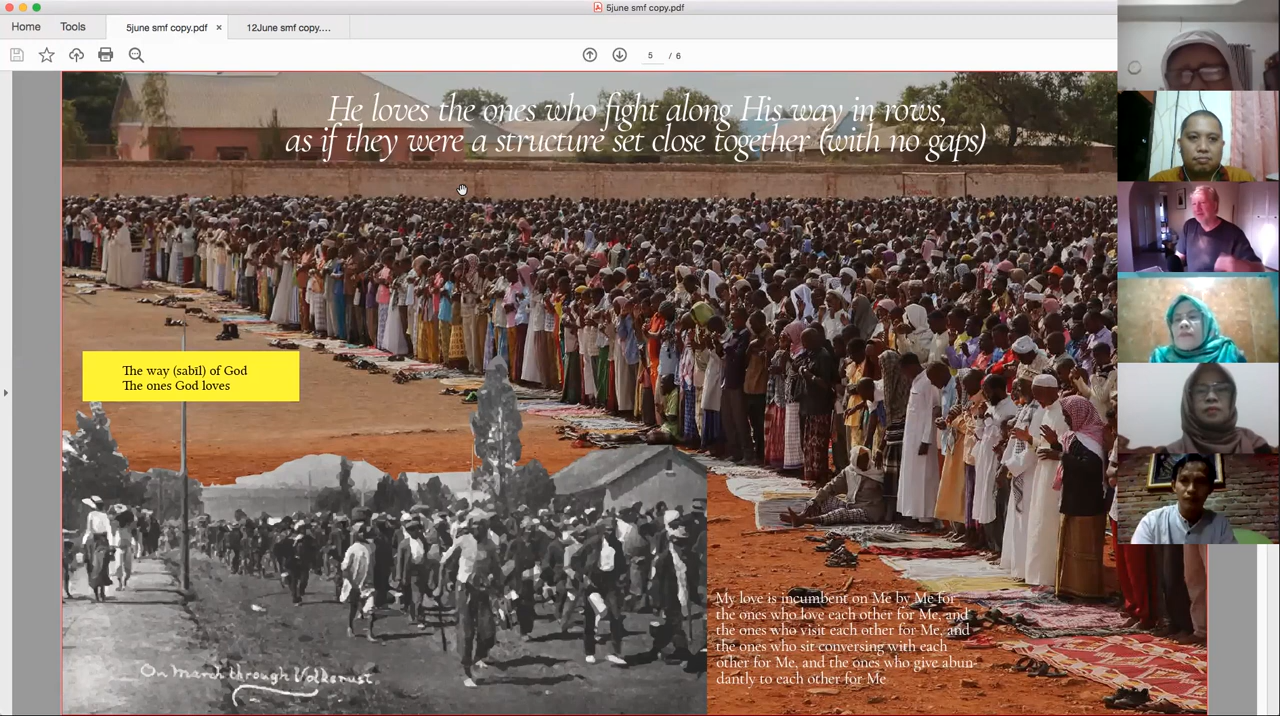 5june smf copy.pdf
Home
Tools
5june smf copy.pdf ×
12June smf copy....
5 / 6
He loves the ones who fight along His way in rows,
as if they were a structure set close together (with no gaps)
The way (sabil) of God
The ones God loves
On March through Volksrust.
My love is incumbent on Me by Me for
the ones who love each other for Me, and
the ones who visit each other for Me, and
the ones who sit conversing with each
other for Me, and the ones who give abun-
dantly to each other for Me